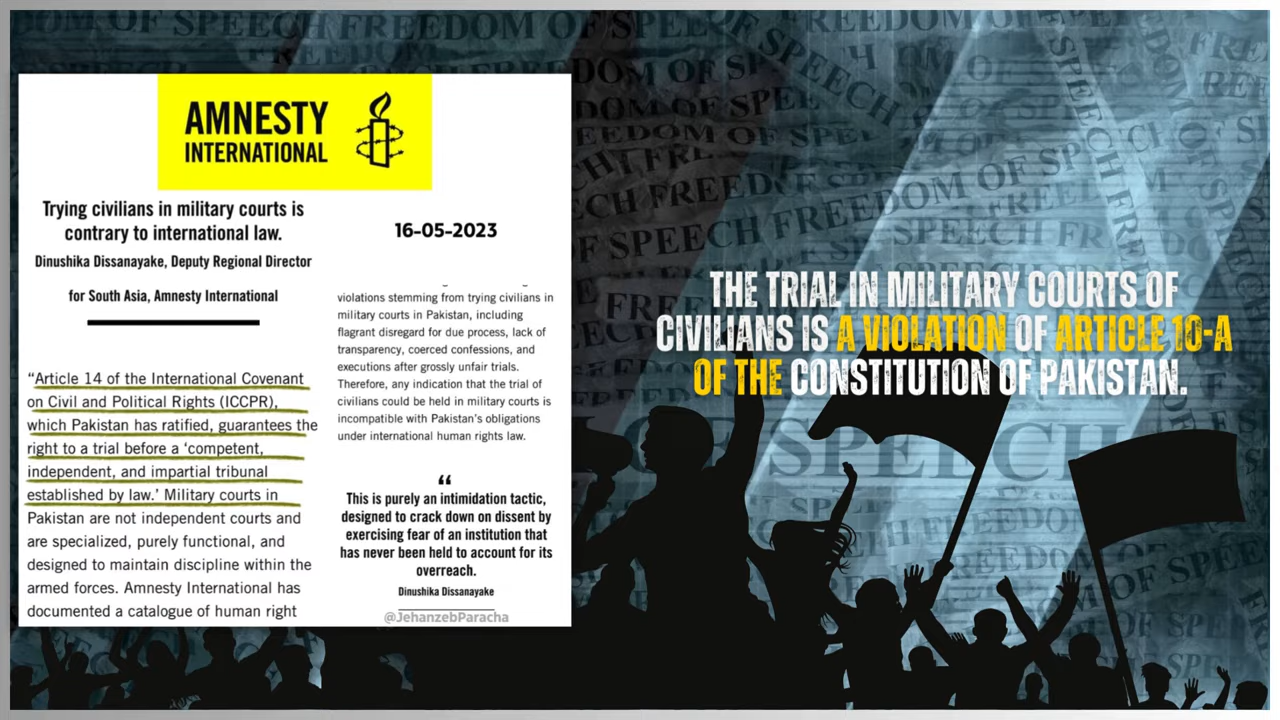 AMNESTY
INTERNATIONAL
Trying civilians in military courts is
contrary to international law.
Dinushika Dissanayake, Deputy Regional Director
for South Asia, Amnesty International
“Article 14 of the International Covenant
on Civil and Political Rights (ICCPR),
which Pakistan has ratified, guarantees the
right to a trial before a ‘competent,
independent, and impartial tribunal
established by law.’ Military courts in
Pakistan are not independent courts and
are specialized, purely functional, and
designed to maintain discipline within the
armed forces. Amnesty International has
documented a catalogue of human right
16-05-2023
violations stemming from trying civilians in
military courts in Pakistan, including
flagrant disregard for due process, lack of
transparency, coerced confessions, and
executions after grossly unfair trials.
Therefore, any indication that the trial of
civilians could be held in military courts is
incompatible with Pakistan’s obligations
under international human rights law.
“
This is purely an intimidation tactic,
designed to crack down on dissent by
exercising fear of an institution that
has never been held to account for its
overreach.
Dinushika Dissanayake
@JehanzebParacha
THE TRIAL IN MILITARY COURTS OF
CIVILIANS IS A VIOLATION OF ARTICLE 10-A
OF THE CONSTITUTION OF PAKISTAN.
FREEDOM OF SPEECH